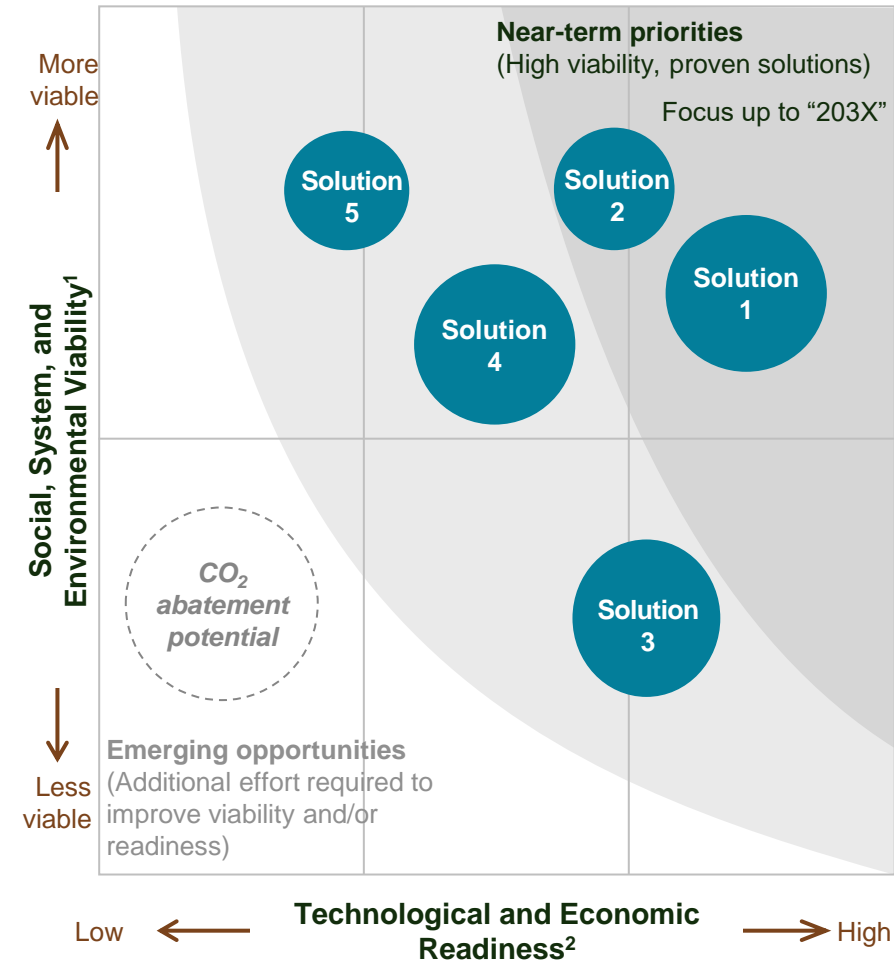 Near-term priorities
(High viability, proven solutions)
Focus up to “203X”
More
viable
Solution
5
Solution
2
Solution
1
Solution
4
Social, System, and
Environmental Viability¹
CO₂
abatement
potential
Solution
3
Emerging opportunities
(Additional effort required to
improve viability and/or
readiness)
Less
viable
Low
Technological and Economic
Readiness²
High